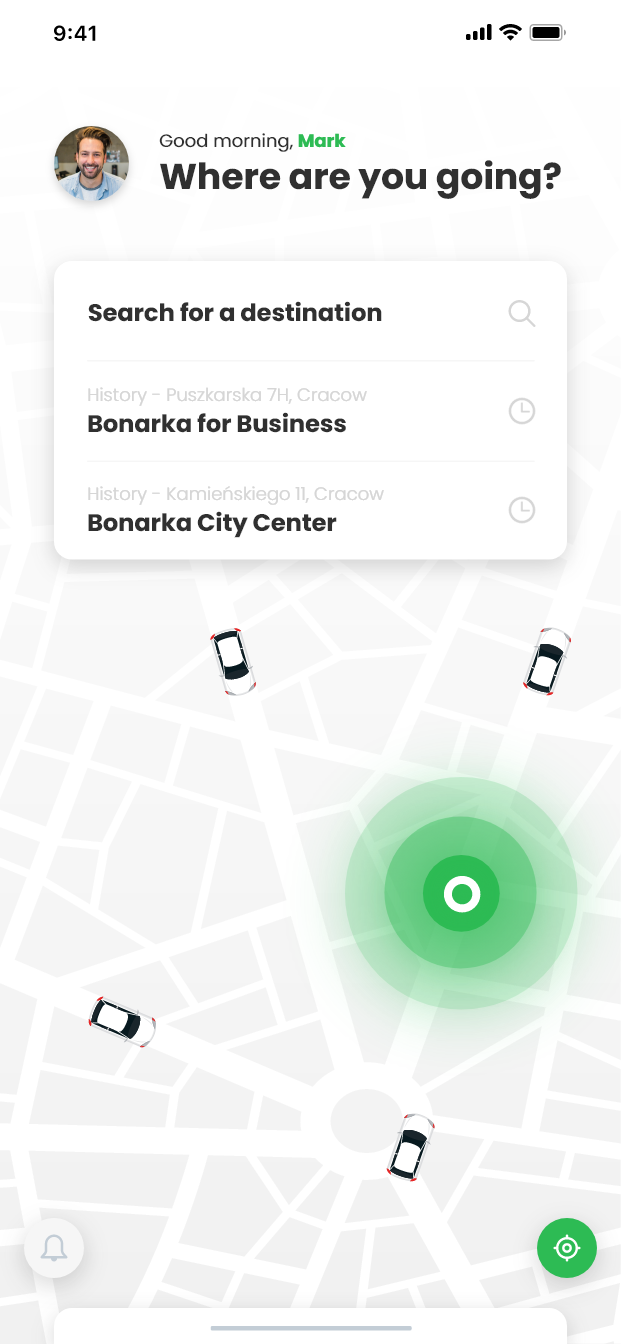 9:41
Good morning, Mark
Where are you going?
Search for a destination
History - Puszkarska 7H, Cracow
Bonarka for Business
History - Kamieńskiego 11, Cracow
Bonarka City Center